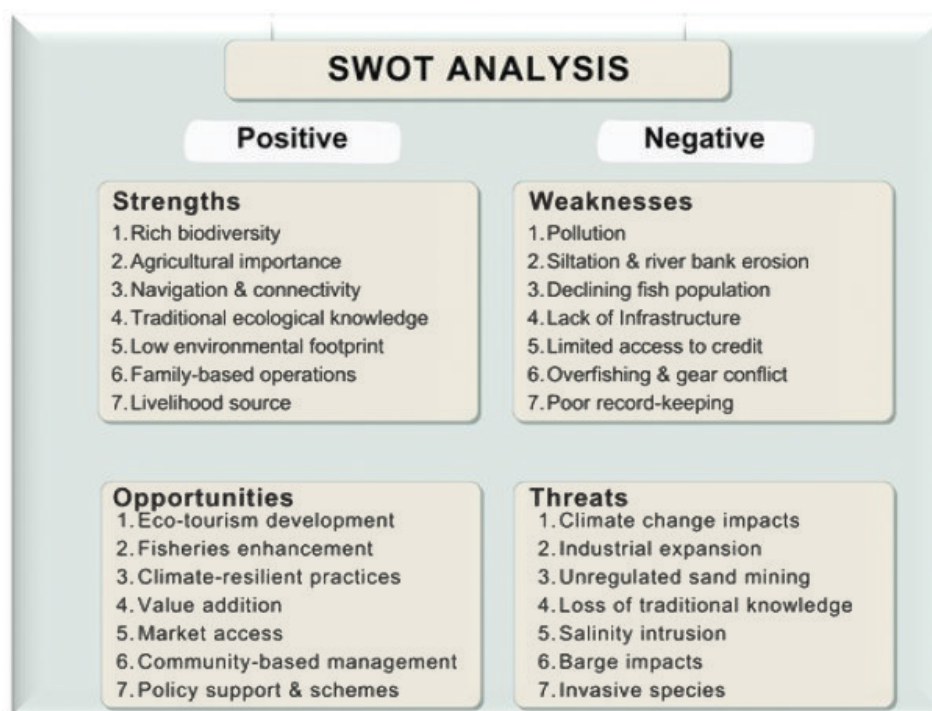 SWOT ANALYSIS
Positive
Negative
Strengths
1. Rich biodiversity
2. Agricultural importance
3. Navigation & connectivity
4. Traditional ecological knowledge
5. Low environmental footprint
6. Family-based operations
7. Livelihood source
Weaknesses
1. Pollution
2. Siltation & river bank erosion
3. Declining fish population
4. Lack of Infrastructure
5. Limited access to credit
6. Overfishing & gear conflict
7. Poor record-keeping
Opportunities
1. Eco-tourism development
2. Fisheries enhancement
3. Climate-resilient practices
4. Value addition
5. Market access
6. Community-based management
7. Policy support & schemes
Threats
1. Climate change impacts
2. Industrial expansion
3. Unregulated sand mining
4. Loss of traditional knowledge
5. Salinity intrusion
6. Barge impacts
7. Invasive species